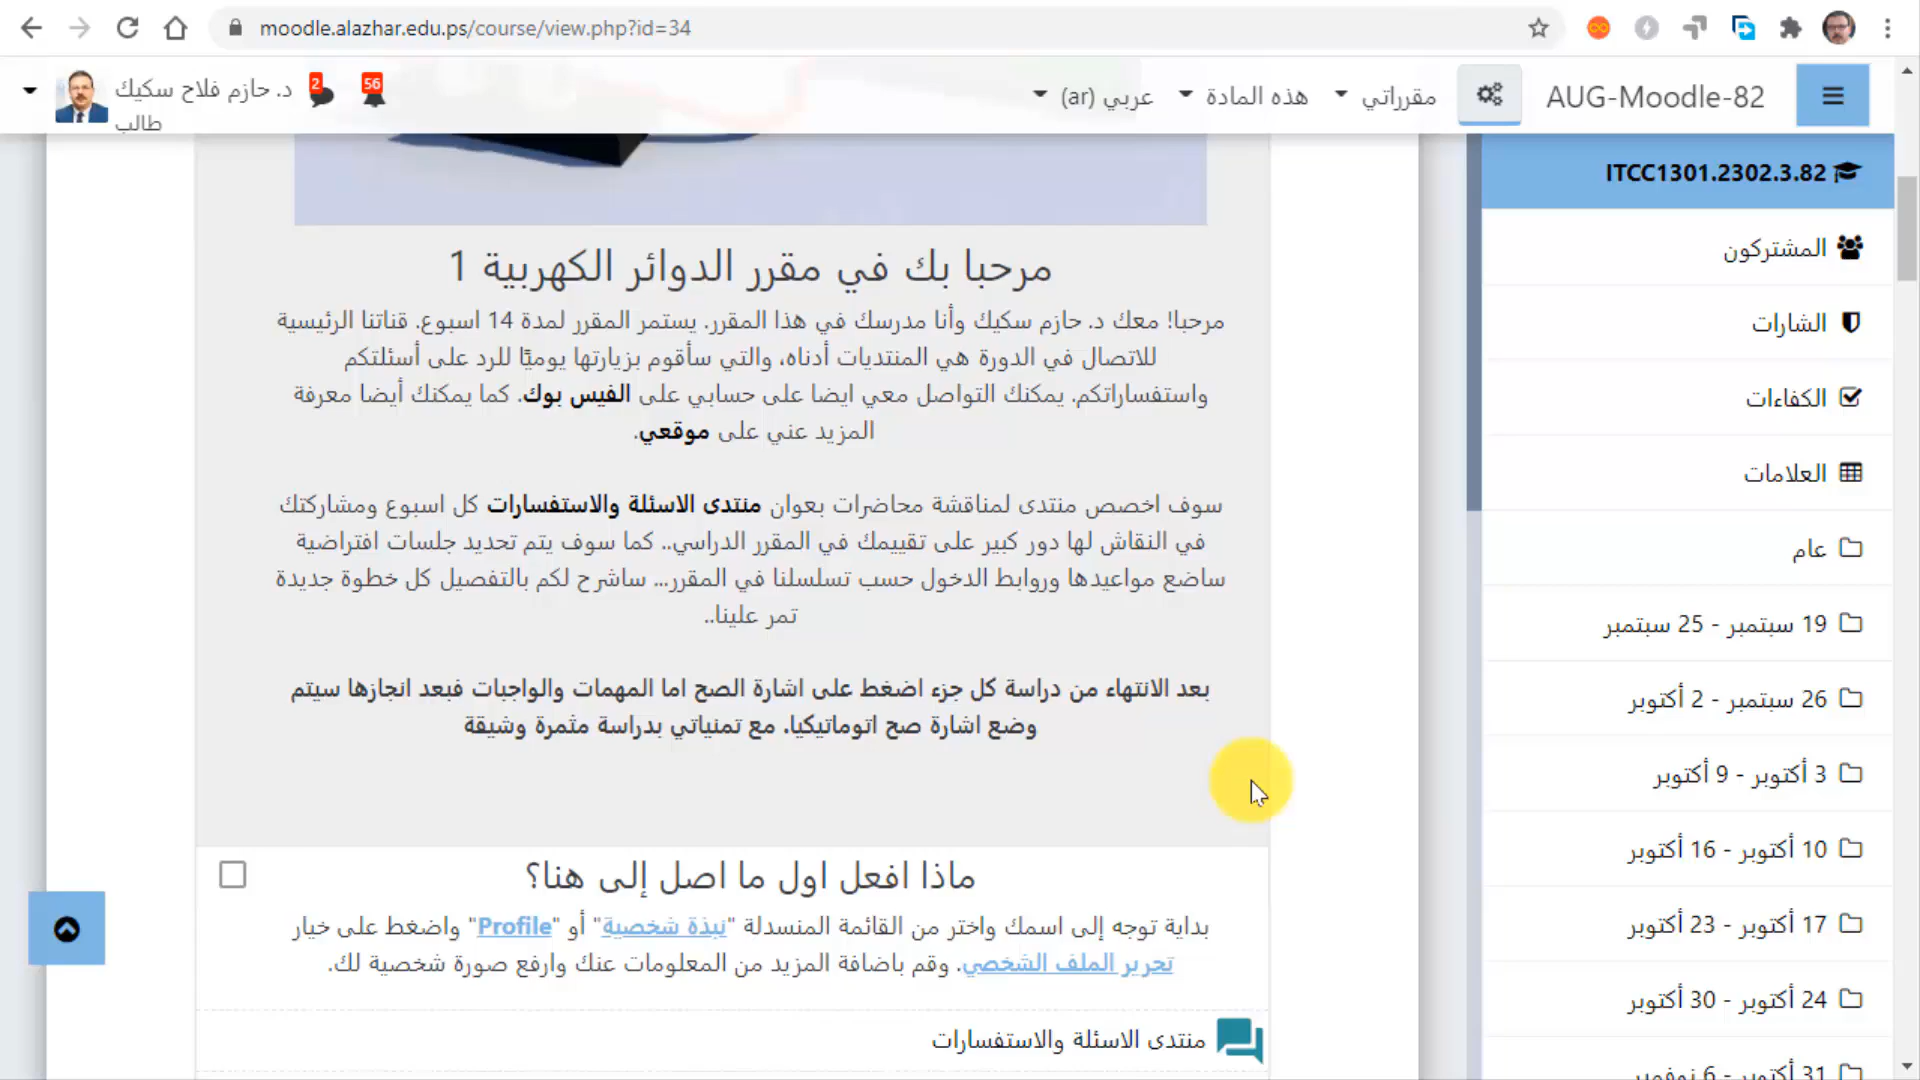 moodle.alazhar.edu.ps/course/view.php?id=34
AUG-Moodle-82
مقرراتي
هذه المادة
عربي ‎(ar)‎
56
2
د. حازم فلاح سكيك
طالب
ITCC1301.2302.3.82
المشتركون
الشارات
الكفاءات
العلامات
عام
19 سبتمبر - 25 سبتمبر
26 سبتمبر - 2 أكتوبر
3 أكتوبر - 9 أكتوبر
10 أكتوبر - 16 أكتوبر
17 أكتوبر - 23 أكتوبر
24 أكتوبر - 30 أكتوبر
31 أكتوبر - 6 نوفمبر
مرحبا بك في مقرر الدوائر الكهربية 1
مرحبا! معك د. حازم سكيك وأنا مدرسك في هذا المقرر. يستمر المقرر لمدة 14 اسبوع. قناتنا الرئيسية
للاتصال في الدورة هي المنتديات أدناه، والتي سأقوم بزيارتها يوميًا للرد على أسئلتكم
واستفساراتكم. يمكنك التواصل معي ايضا على حسابي على الفيس بوك. كما يمكنك أيضا معرفة
المزيد عني على موقعي.
سوف اخصص منتدى لمناقشة محاضرات بعوان منتدى الاسئلة والاستفسارات كل اسبوع ومشاركتك
في النقاش لها دور كبير على تقييمك في المقرر الدراسي.. كما سوف يتم تحديد جلسات افتراضية
ساضع مواعيدها وروابط الدخول حسب تسلسلنا في المقرر... ساشرح لكم بالتفصيل كل خطوة جديدة
تمر علينا..
بعد الانتهاء من دراسة كل جزء اضغط على اشارة الصح اما المهمات والواجبات فبعد انجازها سيتم
وضع اشارة صح اتوماتيكيا. مع تمنياتي بدراسة مثمرة وشيقة
ماذا افعل اول ما اصل إلى هنا؟
بداية توجه إلى اسمك واختر من القائمة المنسدلة "نبذة شخصية" أو "Profile" واضغط على خيار
تحرير الملف الشخصي. وقم باضافة المزيد من المعلومات عنك وارفع صورة شخصية لك.
منتدى الاسئلة والاستفسارات